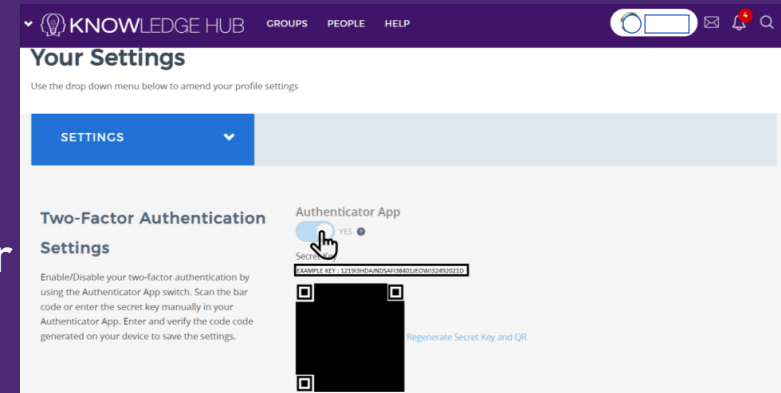 KNOWLEDGE HUB GROUPS PEOPLE HELP 4
Your Settings
Use the drop down menu below to amend your profile settings
SETTINGS
r
Two-Factor Authentication
Settings
Enable/Disable your two-factor authentication by
using the Authenticator App switch. Scan the bar
code or enter the secret key manually in your
Authenticator App. Enter and verify the code code
generated on your device to save the settings.
Authenticator App
YES ?
Secret Key
Regenerate Secret Key and QR